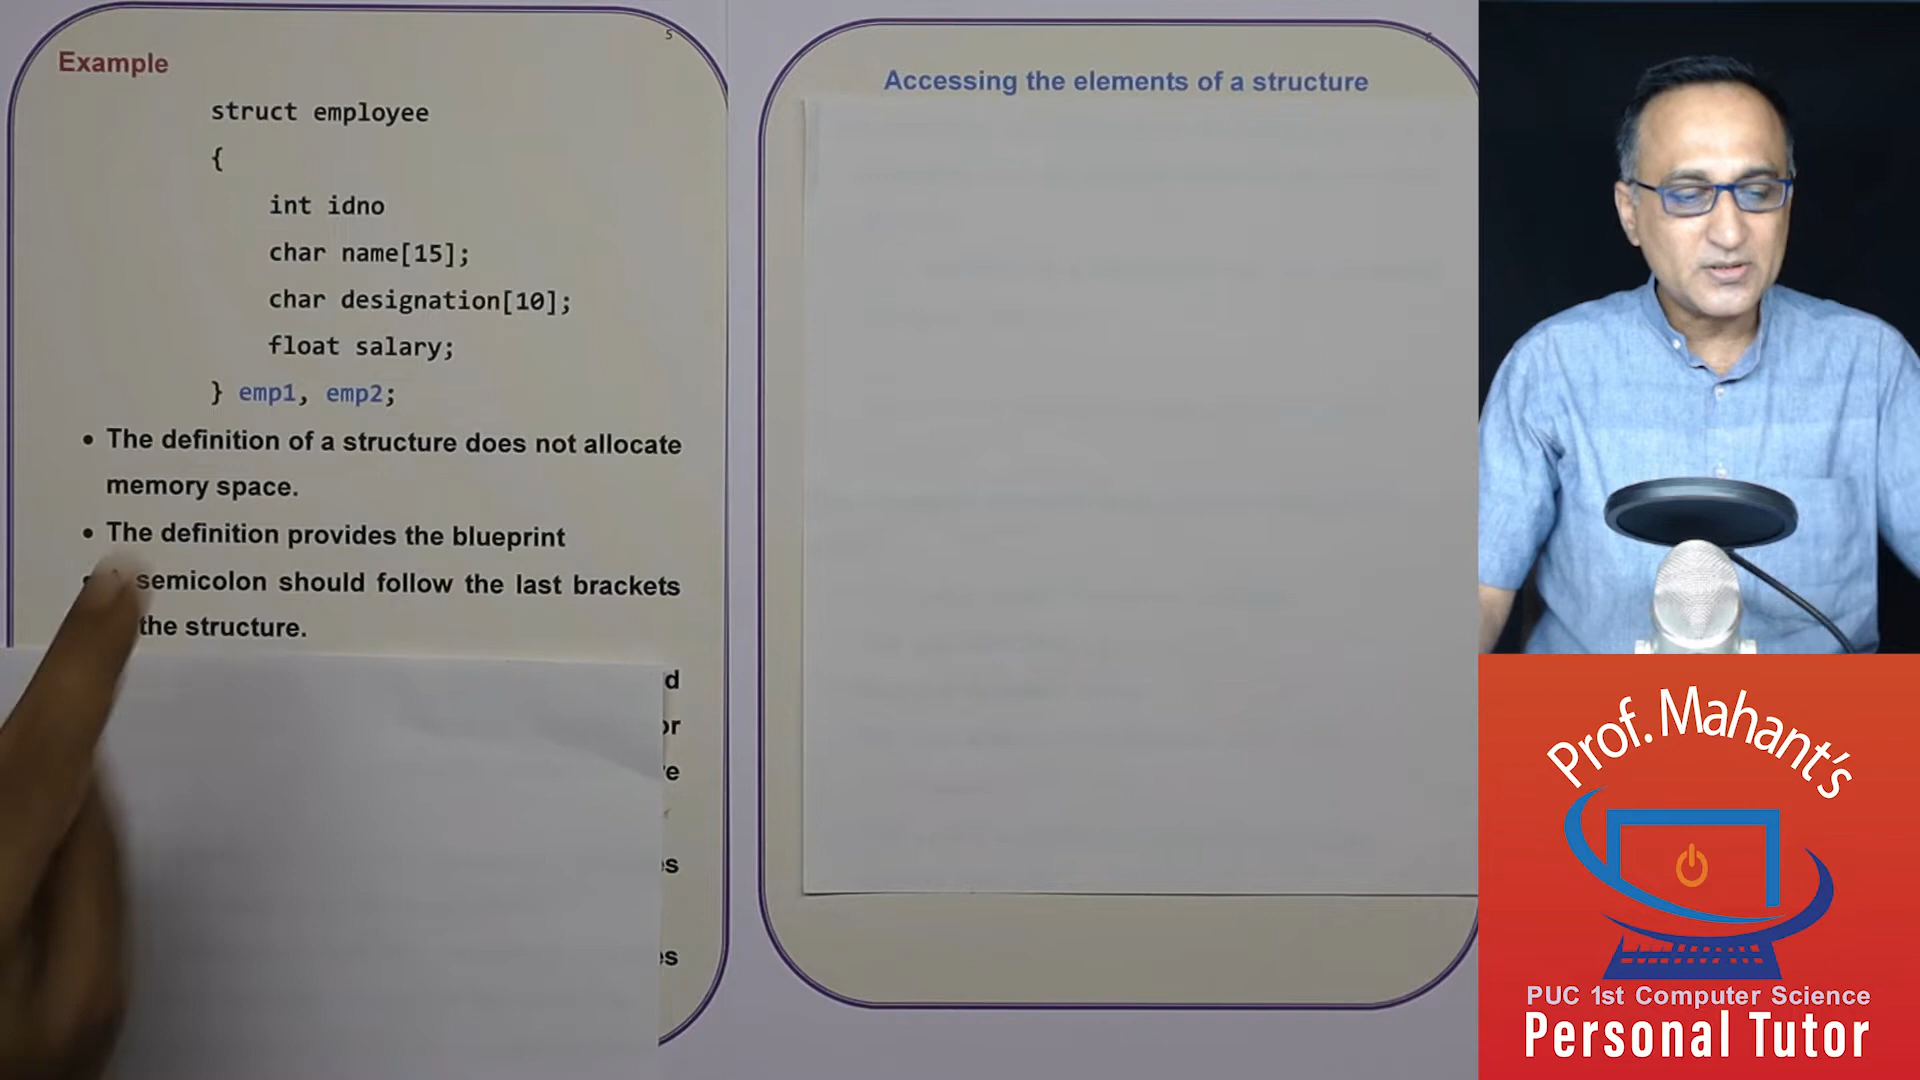 5
Example
struct employee
{
int idno
char name[15];
char designation[10];
float salary;
} emp1, emp2;
• The definition of a structure does not allocate
memory space.
• The definition provides the blueprint
semicolon should follow the last brackets
the structure.
Accessing the elements of a structure
Prof. Mahant's
PUC 1st Computer Science
Personal Tutor